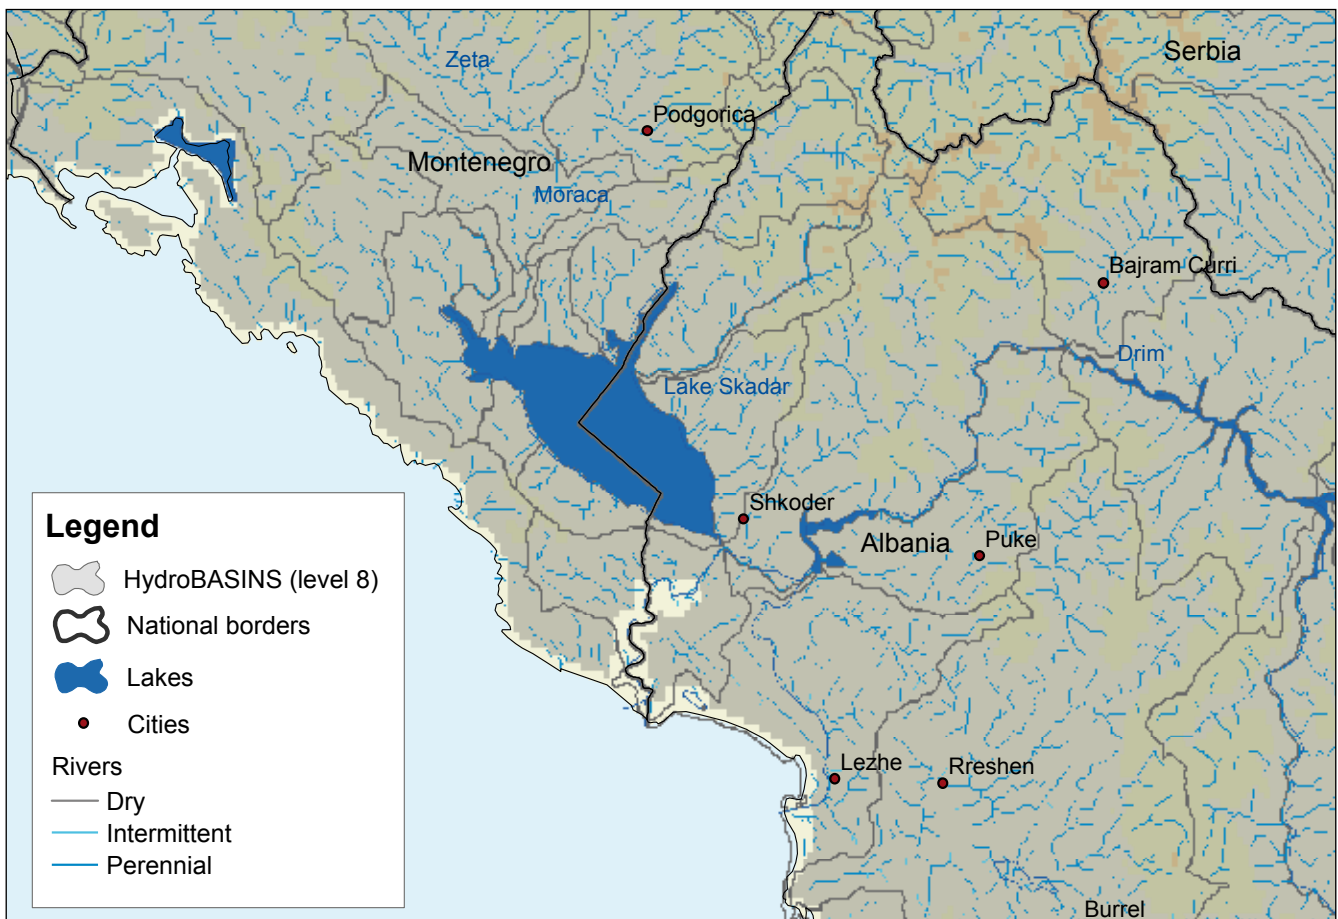 Serbia
Zeta
Podgorica
Montenegro
Moraca
Bajram Curri
Drim
Lake Skadar
Shkoder
Albania
Puke
Lezhe
Rreshen
Burrel
Legend
HydroBASINS (level 8)
National borders
Lakes
Cities
Rivers
Dry
Intermittent
Perennial